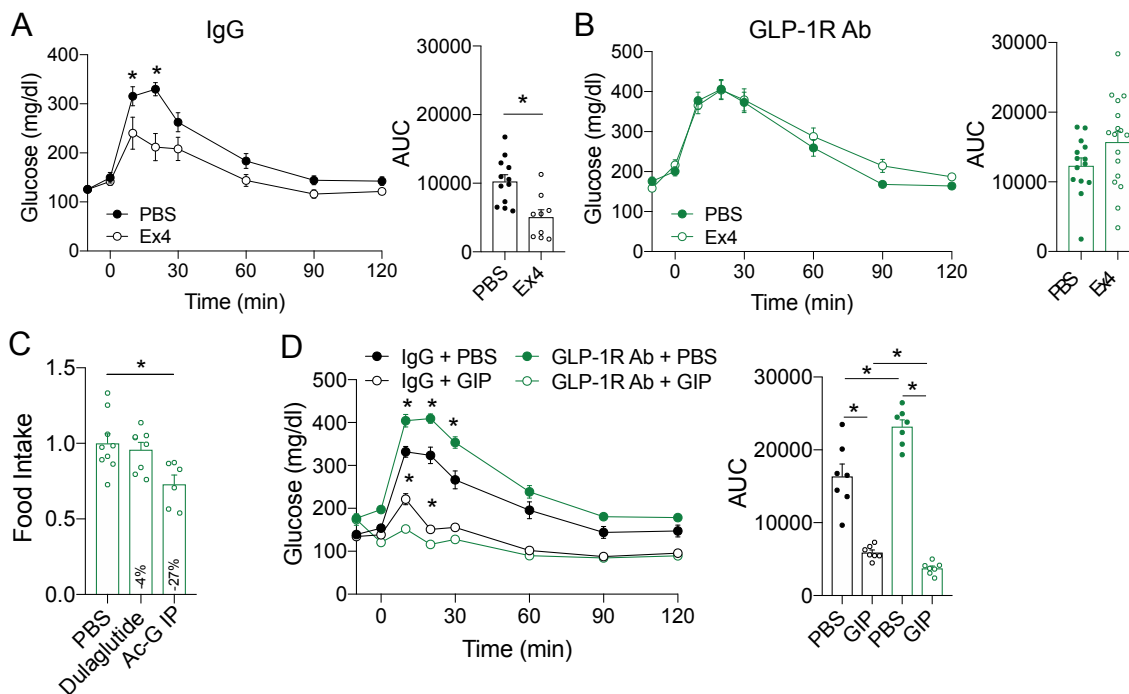 A
IgG
400
300
200
100
0
Glucose (mg/dl)
* *
PBS
Ex4
0 30 60 90 120
Time (min)
30000
20000
10000
0
AUC
*
PBS
Ex4
B
GLP-1R Ab
500
400
300
200
100
0
Glucose (mg/dl)
PBS
Ex4
0 30 60 90 120
Time (min)
30000
20000
10000
0
AUC
PBS
Ex4
C
1.5
1.0
0.5
0.0
Food Intake
*
-4%
-27%
PBS
Dulaglutide
Ac-G IP
D
IgG + PBS
GLP-1R Ab + PBS
IgG + GIP
GLP-1R Ab + GIP
500
400
300
200
100
0
Glucose (mg/dl)
* * *
* *
0 30 60 90 120
Time (min)
30000
20000
10000
0
AUC
*
* *
*
PBS
GIP
PBS
GIP